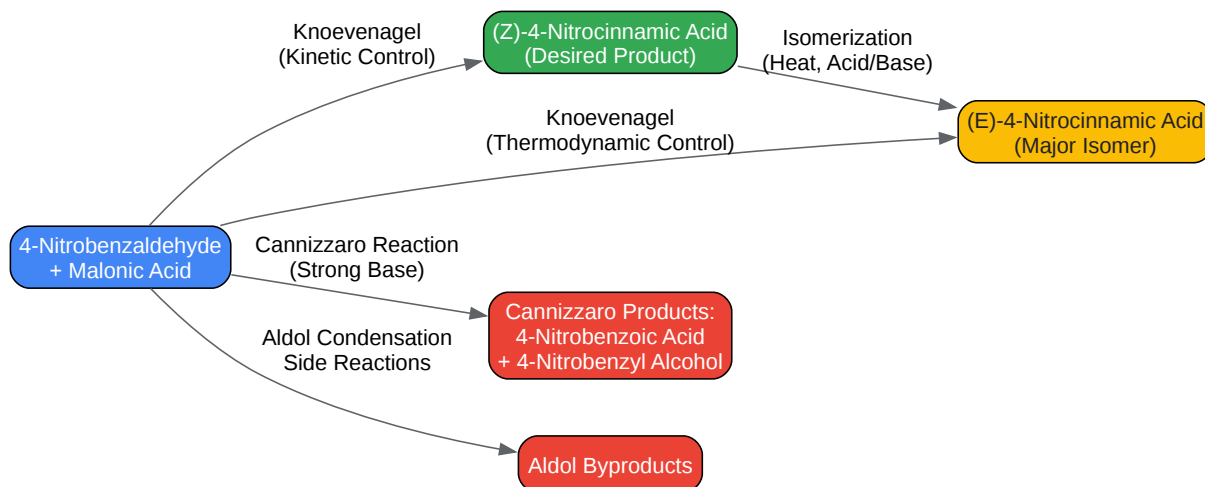 Knoevenagel
(Kinetic Control)
(Z)-4-Nitrocinnamic Acid
(Desired Product)
Isomerization
(Heat, Acid/Base)
Knoevenagel
(Thermodynamic Control)
(E)-4-Nitrocinnamic Acid
(Major Isomer)
4-Nitrobenzaldehyde
+ Malonic Acid
Cannizzaro Reaction
(Strong Base)
Cannizzaro Products:
4-Nitrobenzoic Acid
+ 4-Nitrobenzyl Alcohol
Aldol Condensation
Side Reactions
Aldol Byproducts